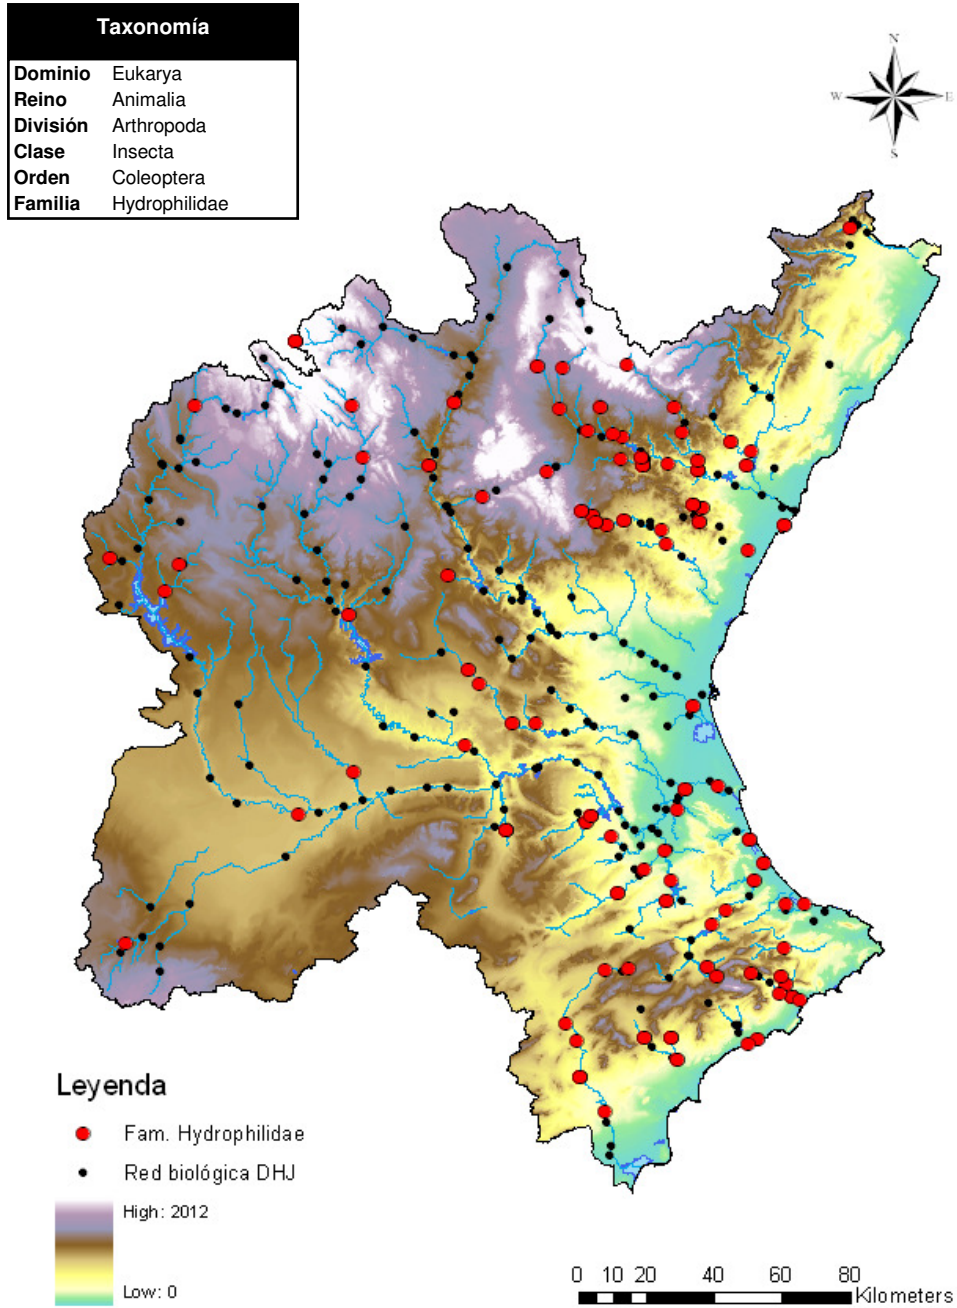 Taxonomía
Dominio Eukarya
Reino Animalia
División Arthropoda
Clase Insecta
Orden Coleoptera
Familia Hydrophilidae
N
W E
S
Leyenda
Fam. Hydrophilidae
Red biológica DHJ
High: 2012
Low: 0
0 10 20 40 60 80
Kilometers